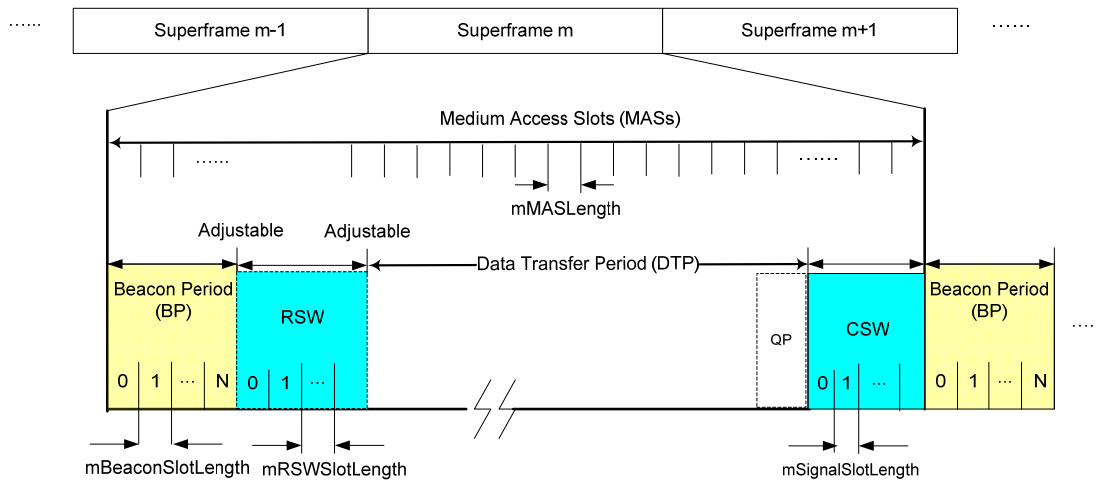 ······ Superframe m-1 Superframe m Superframe m+1 ······
Medium Access Slots (MASs)
······ ······
mMASLength
Adjustable Adjustable
Data Transfer Period (DTP)
Beacon Period
(BP)
RSW
QP
CSW
Beacon Period
(BP)
····
0 1 ··· N 0 1 ··· 0 1 ··· 0 1 ··· N
mBeaconSlotLength mRSWSlotLength mSignalSlotLength